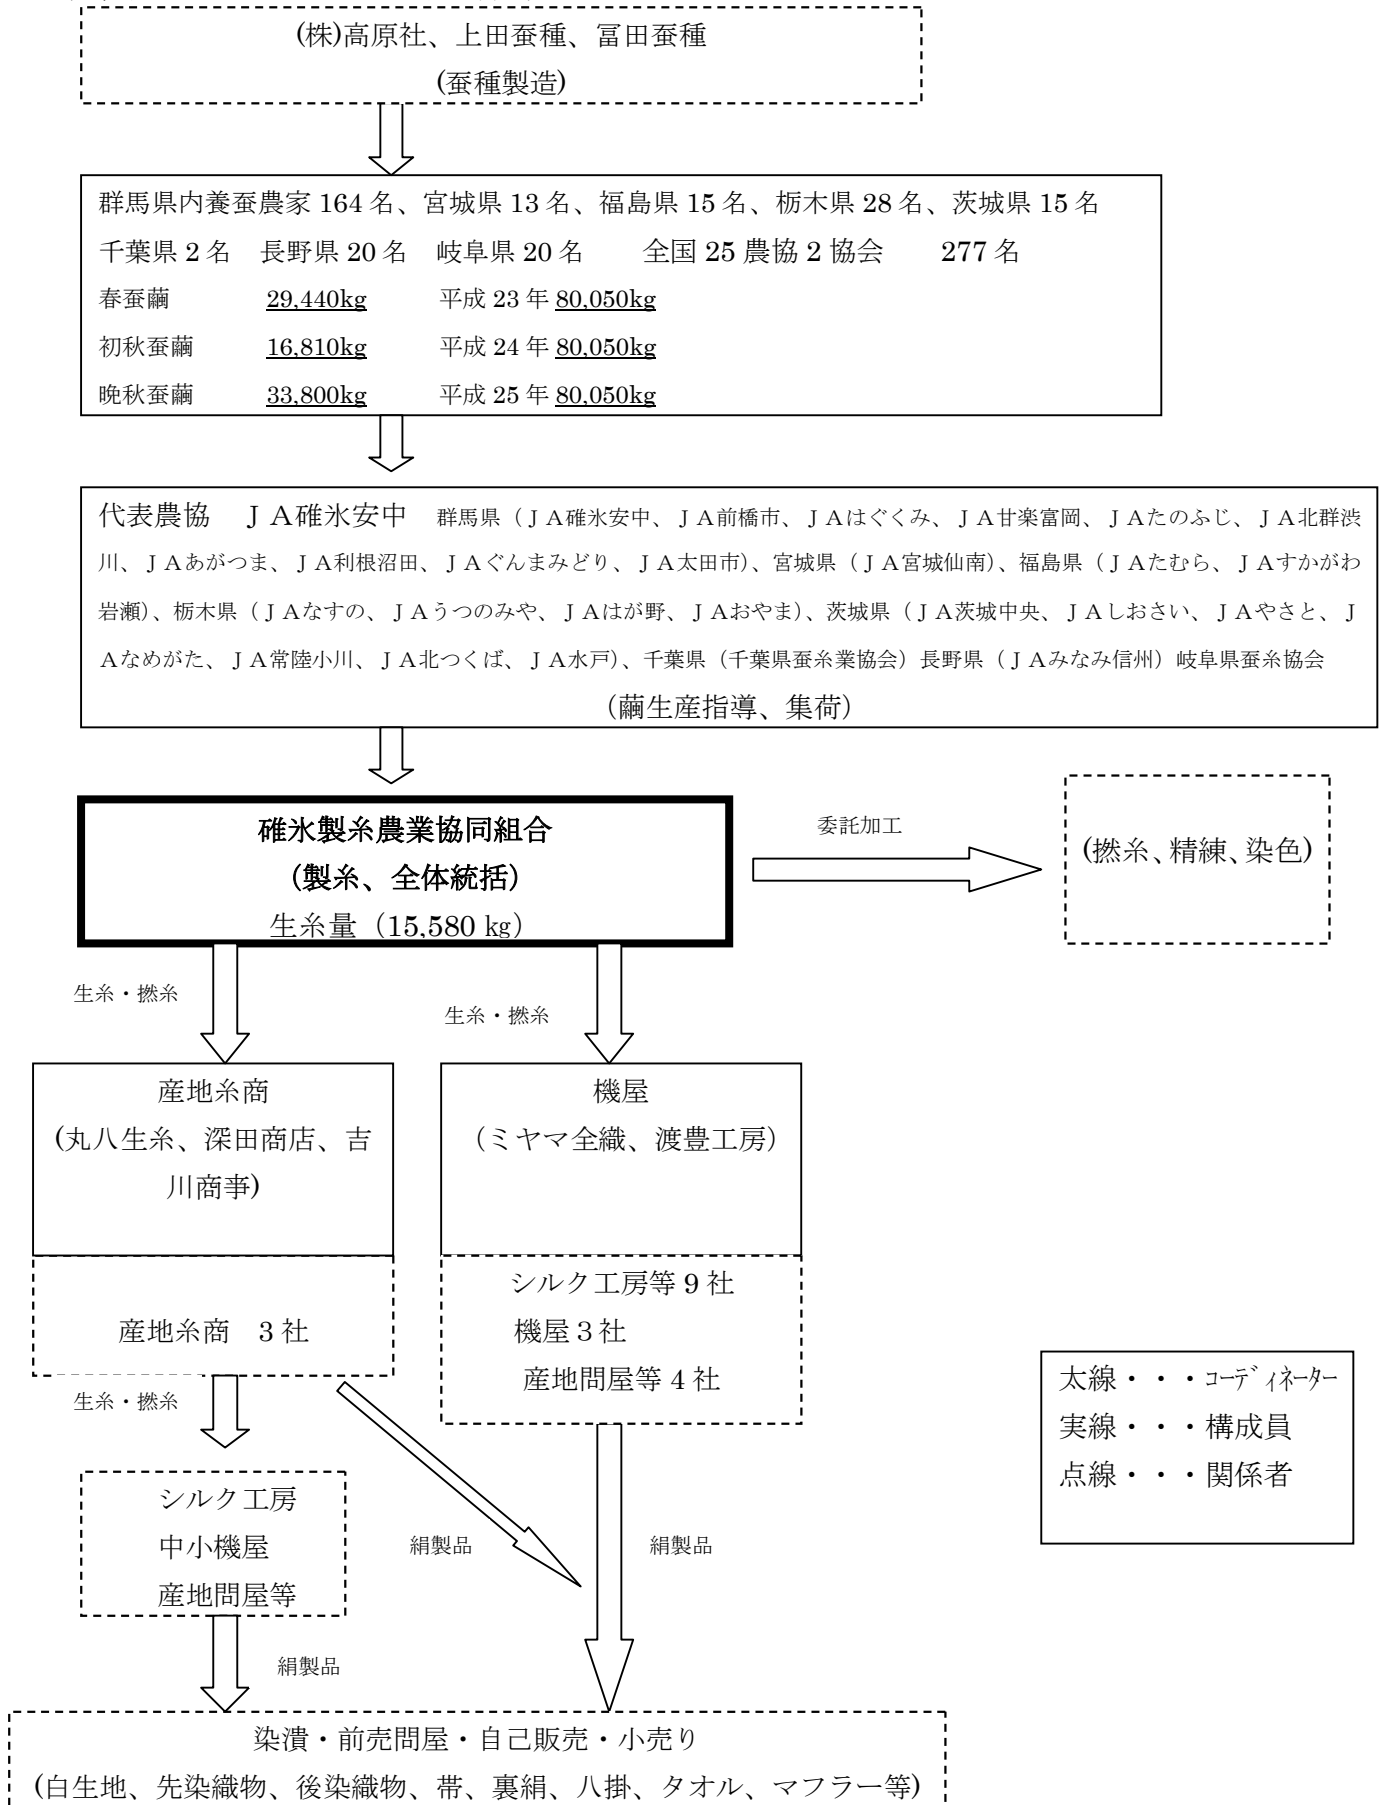 (株)高原社、上田蚕種、冨田蚕種
(蚕種製造)
群馬県内養蚕農家 164 名、宮城県 13 名、福島県 15 名、栃木県 28 名、茨城県 15 名
千葉県 2 名 長野県 20 名 岐阜県 20 名 全国 25 農協 2 協会 277 名
春蚕繭 29,440kg 平成 23 年 80,050kg
初秋蚕繭 16,810kg 平成 24 年 80,050kg
晩秋蚕繭 33,800kg 平成 25 年 80,050kg
代表農協 ＪＡ碓氷安中 群馬県（ＪＡ碓氷安中、ＪＡ前橋市、ＪＡはぐくみ、ＪＡ甘楽富岡、ＪＡたのふじ、ＪＡ北群渋
川、ＪＡあがつま、ＪＡ利根沼田、ＪＡぐんまみどり、ＪＡ太田市）、宮城県（ＪＡ宮城仙南）、福島県（ＪＡたむら、ＪＡすかがわ
岩瀬）、栃木県（ＪＡなすの、ＪＡうつのみや、ＪＡはが野、ＪＡおやま）、茨城県（ＪＡ茨城中央、ＪＡしおさい、ＪＡやさと、Ｊ
Ａなめがた、ＪＡ常陸小川、ＪＡ北つくば、ＪＡ水戸）、千葉県（千葉県蚕糸業協会）長野県（ＪＡみなみ信州）岐阜県蚕糸協会
（繭生産指導、集荷）
碓氷製糸農業協同組合
（製糸、全体統括）
生糸量（15,580 ㎏）
委託加工
(撚糸、精練、染色)
生糸・撚糸
生糸・撚糸
産地糸商
(丸八生糸、深田商店、吉
川商事)
産地糸商 3 社
機屋
（ミヤマ全織、渡豊工房）
シルク工房等 9 社
機屋３社
産地問屋等 4 社
太線・・・ｺｰﾃﾞｨﾈｰﾀｰ
実線・・・構成員
点線・・・関係者
生糸・撚糸
シルク工房
中小機屋
産地問屋等
絹製品
絹製品
絹製品
染潰・前売問屋・自己販売・小売り
(白生地、先染織物、後染織物、帯、裏絹、八掛、タオル、マフラー等)